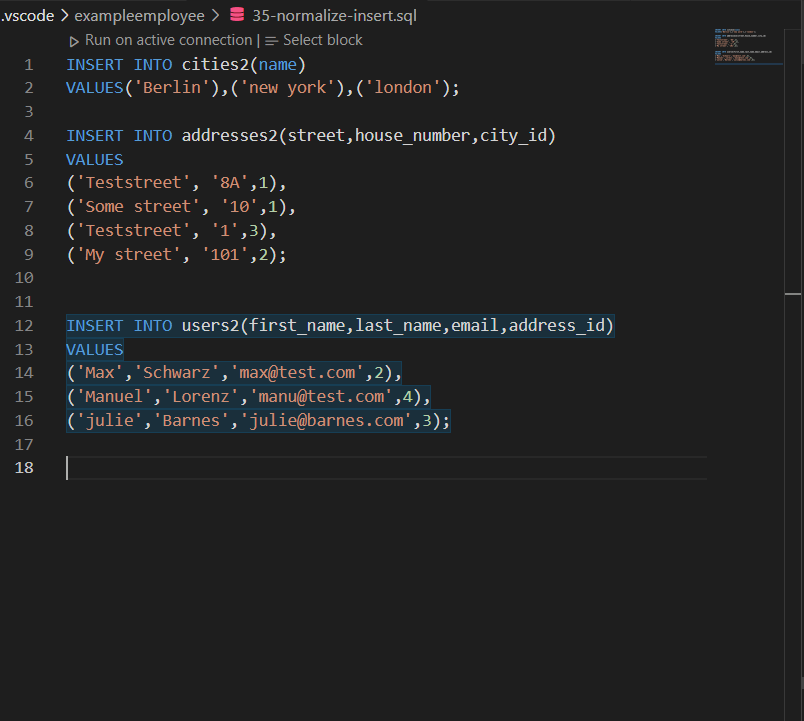 .vscode > exampleemployee > 35-normalize-insert.sql
Run on active connection | Select block
1 INSERT INTO cities2(name)
2 VALUES('Berlin'),('new york'),('london');
3
4 INSERT INTO addresses2(street,house_number,city_id)
5 VALUES
6 ('Teststreet', '8A',1),
7 ('Some street', '10',1),
8 ('Teststreet', '1',3),
9 ('My street', '101',2);
10
11
12 INSERT INTO users2(first_name,last_name,email,address_id)
13 VALUES
14 ('Max','Schwarz','max@test.com',2),
15 ('Manuel','Lorenz','manu@test.com',4),
16 ('julie','Barnes','julie@barnes.com',3);
17
18